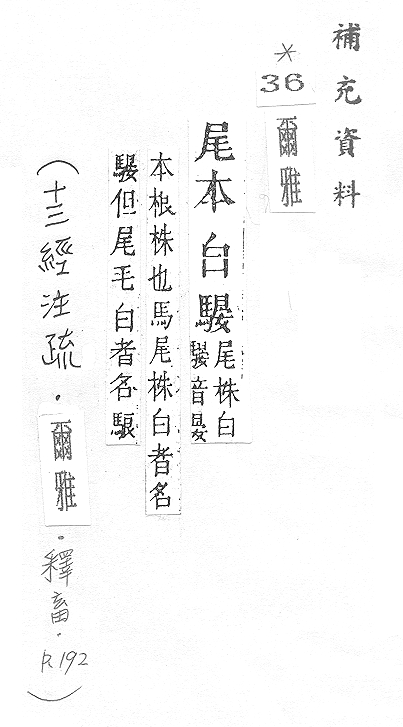 補充資料
*
36
爾雅
尾本白騴
尾株白
騴音晏
本根株也馬尾株白者名
騴但尾毛白者名駺
(十三經注疏·爾雅·釋畜·P.192)